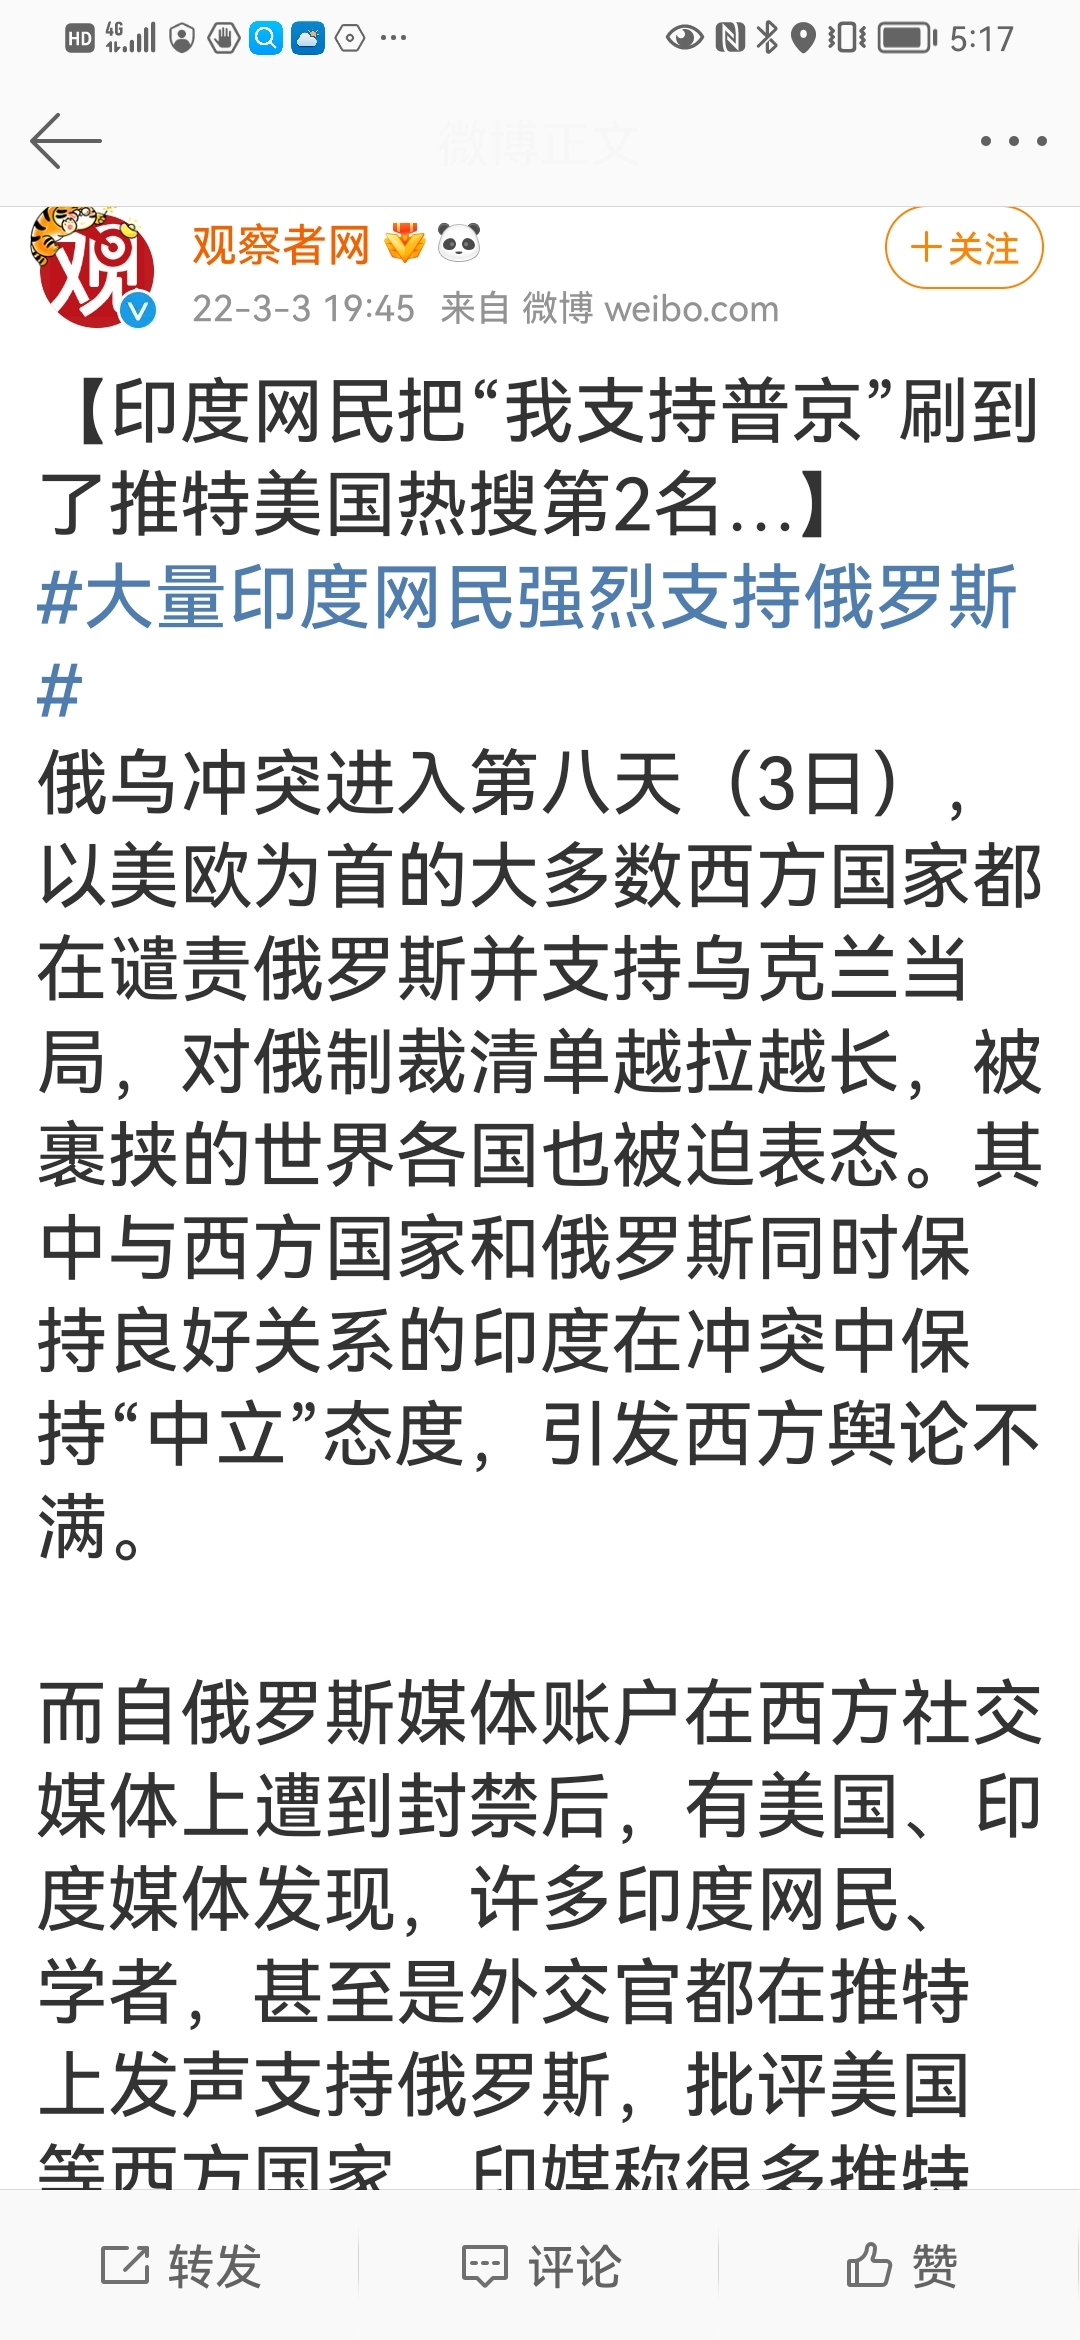 HD 4G 5:17
微博正文
观察者网
+关注
22-3-3 19:45 来自 微博 weibo.com
【印度网民把“我支持普京”刷到
了推特美国热搜第2名…】
#大量印度网民强烈支持俄罗斯
#
俄乌冲突进入第八天（3日），
以美欧为首的大多数西方国家都
在谴责俄罗斯并支持乌克兰当
局，对俄制裁清单越拉越长，被
裹挟的世界各国也被迫表态。其
中与西方国家和俄罗斯同时保
持良好关系的印度在冲突中保
持“中立”态度，引发西方舆论不
满。
而自俄罗斯媒体账户在西方社交
媒体上遭到封禁后，有美国、印
度媒体发现，许多印度网民、
学者，甚至是外交官都在推特
上发声支持俄罗斯，批评美国
等西方国家 印媒称很多推特
转发 评论 赞